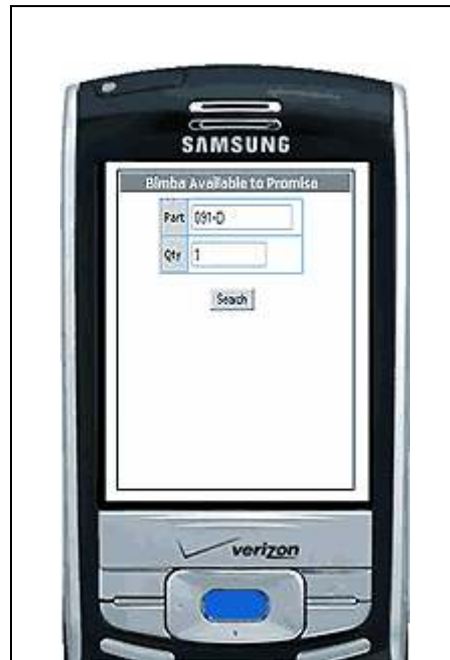 SAMSUNG
Bimba Available to Promise
Part 091-D
Qty 1
Search
verizon